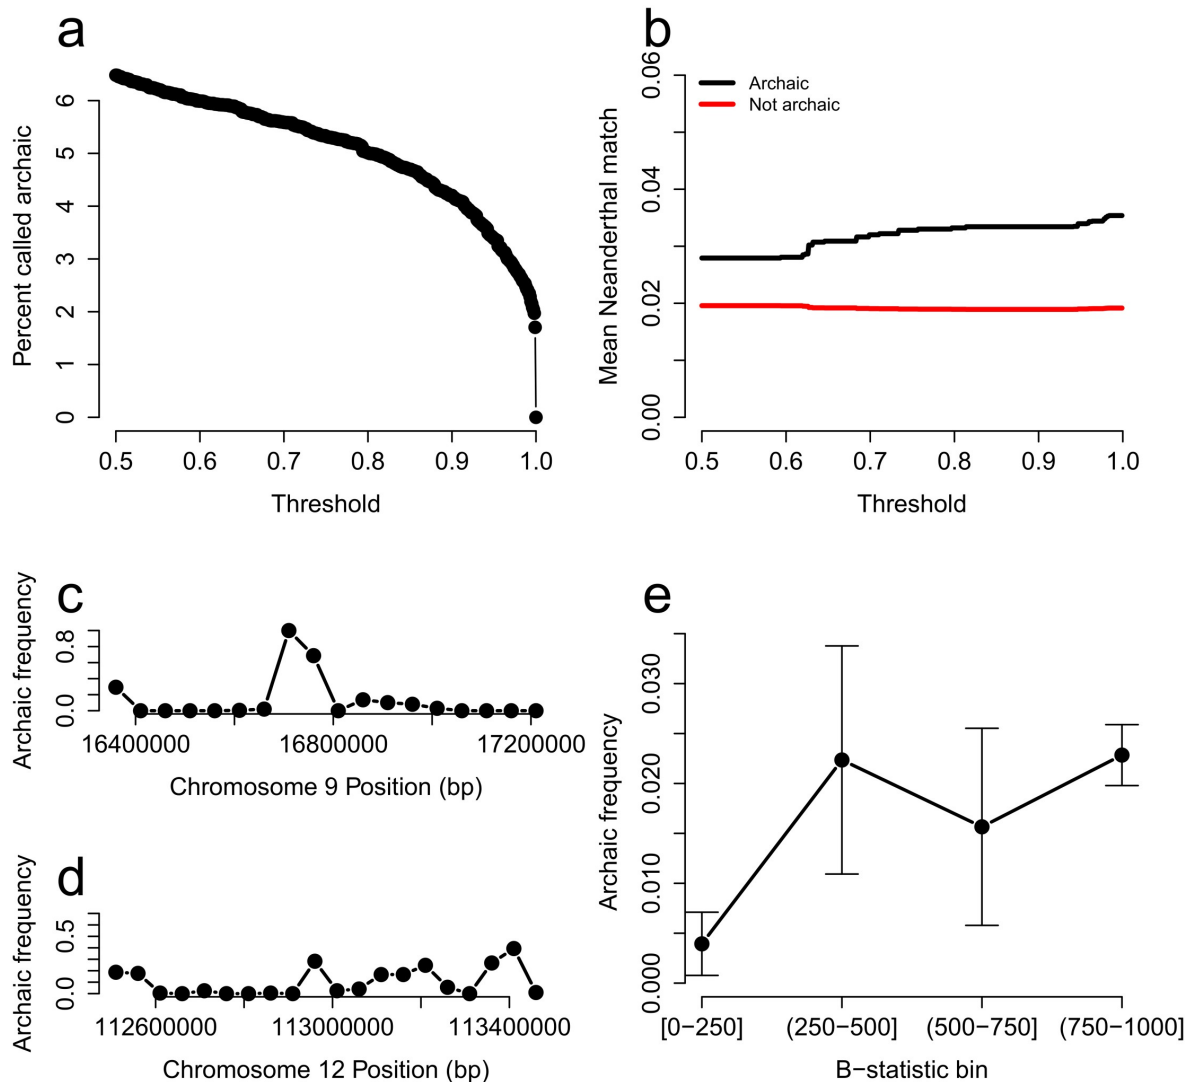 a
Percent called archaic
6
5
4
3
2
1
0
0.5 0.6 0.7 0.8 0.9 1.0
Threshold
b
Mean Neanderthal match
0.06
0.04
0.02
0.00
Archaic
Not archaic
0.5 0.6 0.7 0.8 0.9 1.0
Threshold
c
Archaic frequency
0.8
0.0
16400000 16800000 17200000
Chromosome 9 Position (bp)
d
Archaic frequency
0.5
0.0
112600000 113000000 113400000
Chromosome 12 Position (bp)
e
Archaic frequency
0.030
0.020
0.010
0.000
[0−250] (250−500] (500−750] (750−1000]
B−statistic bin